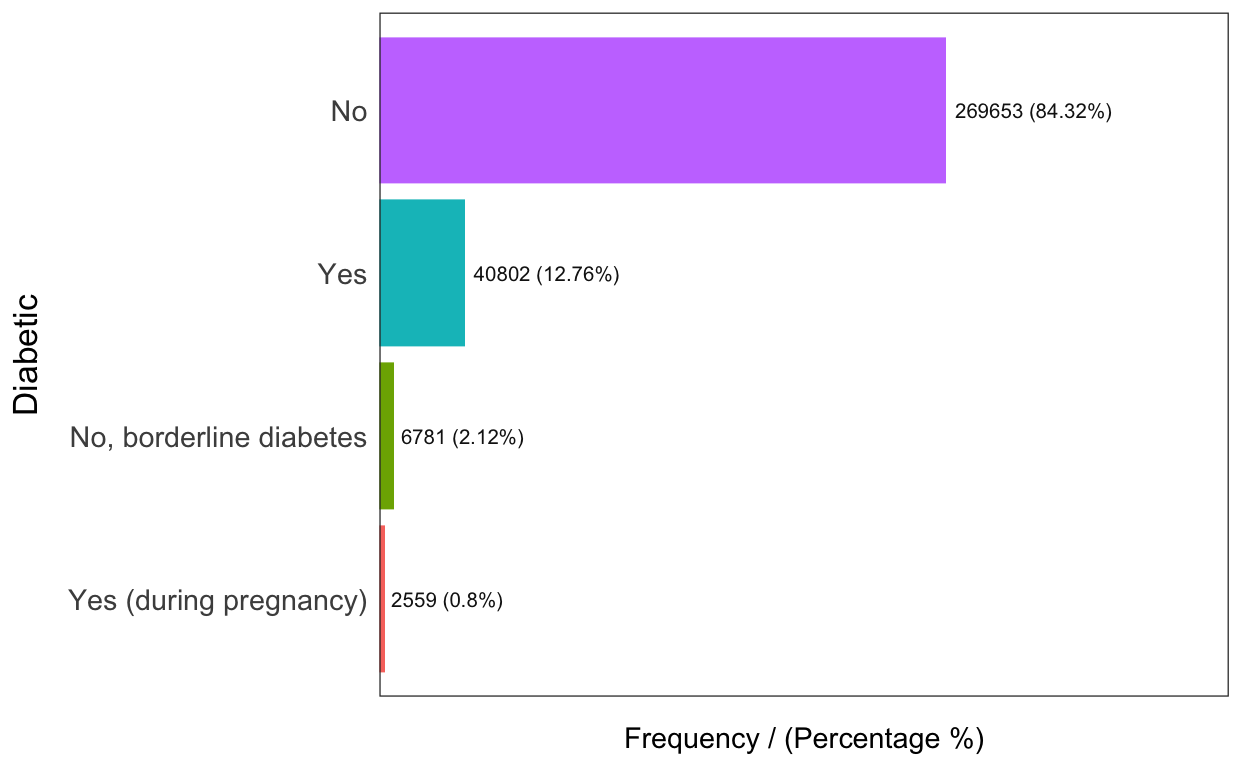 Diabetic
No
269653 (84.32%)
Yes
40802 (12.76%)
No, borderline diabetes
6781 (2.12%)
Yes (during pregnancy)
2559 (0.8%)
Frequency / (Percentage %)